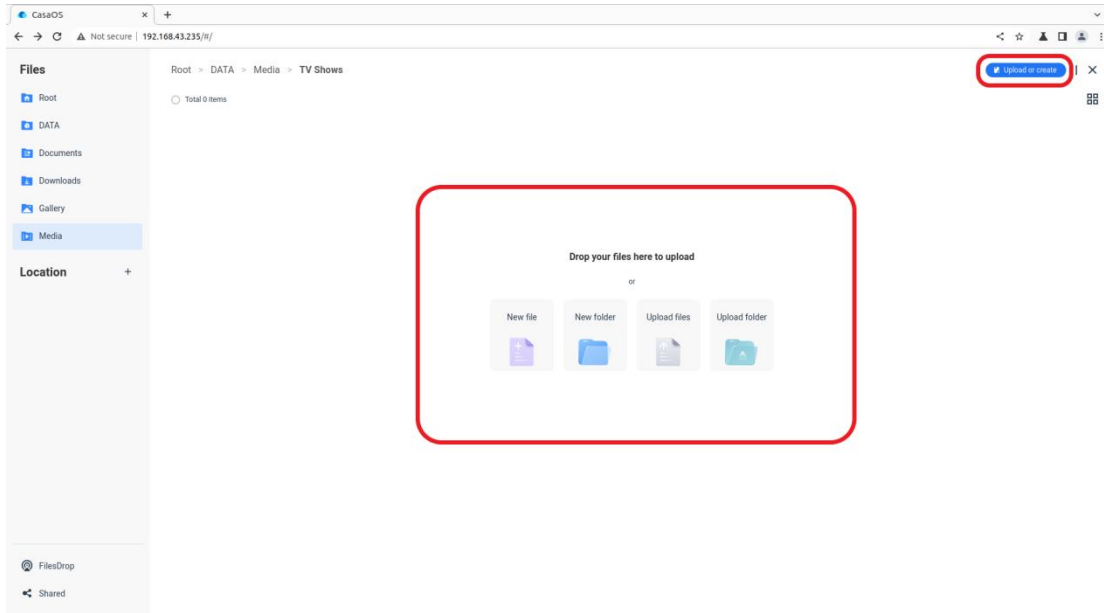 CasaOS
Not secure | 192.168.43.235/#/
Files
Root > DATA > Media > TV Shows
Upload or create
Root
Total 0 items
DATA
Documents
Downloads
Gallery
Media
Location +
Drop your files here to upload
or
New file
New folder
Upload files
Upload folder
FilesDrop
Shared